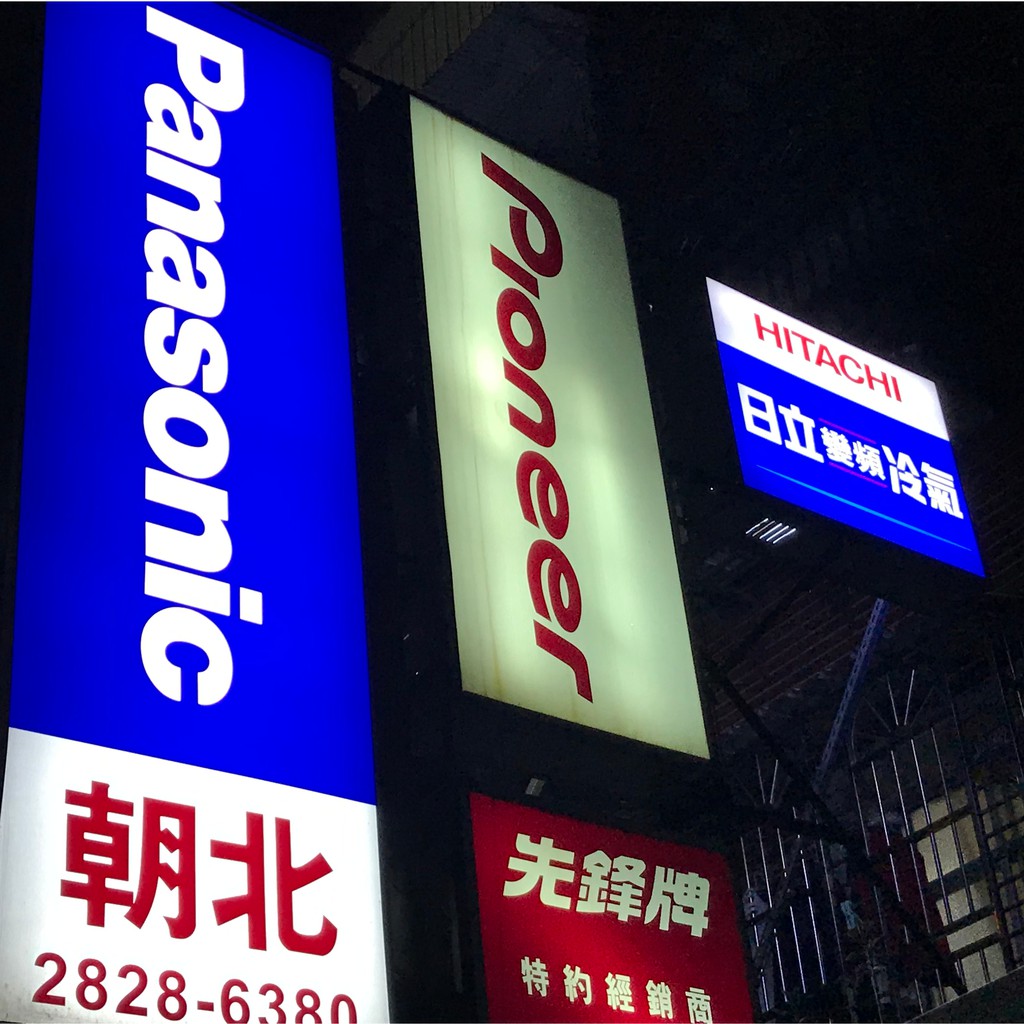 Panasonic
朝北
2828-6380
Pioneer
先鋒牌
特約經銷商
HITACHI
日立變頻冷氣